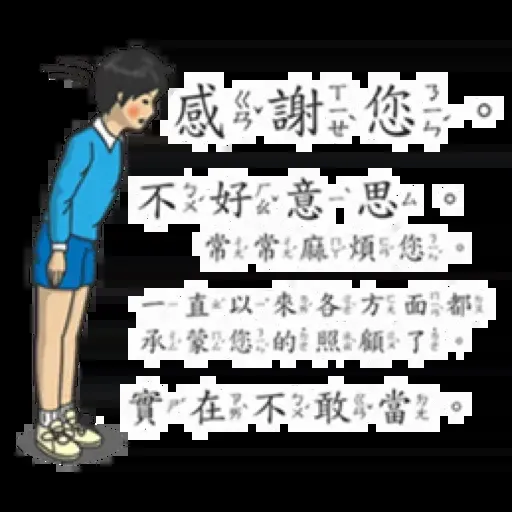 感謝您。
不好意思。
常常麻煩您。
一直以來各方面都
承蒙您的照顧了。
實在不敢當。